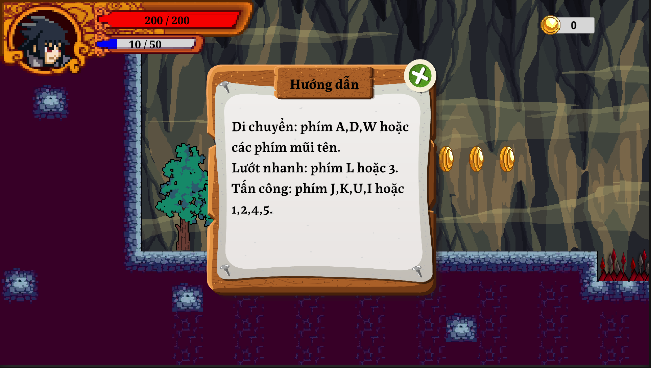 200 / 200
0
10 / 50
Hướng dẫn
Di chuyển: phím A,D,W hoặc
các phím mũi tên.
Lướt nhanh: phím L hoặc 3.
Tấn công: phím J,K,U,I hoặc
1,2,4,5.